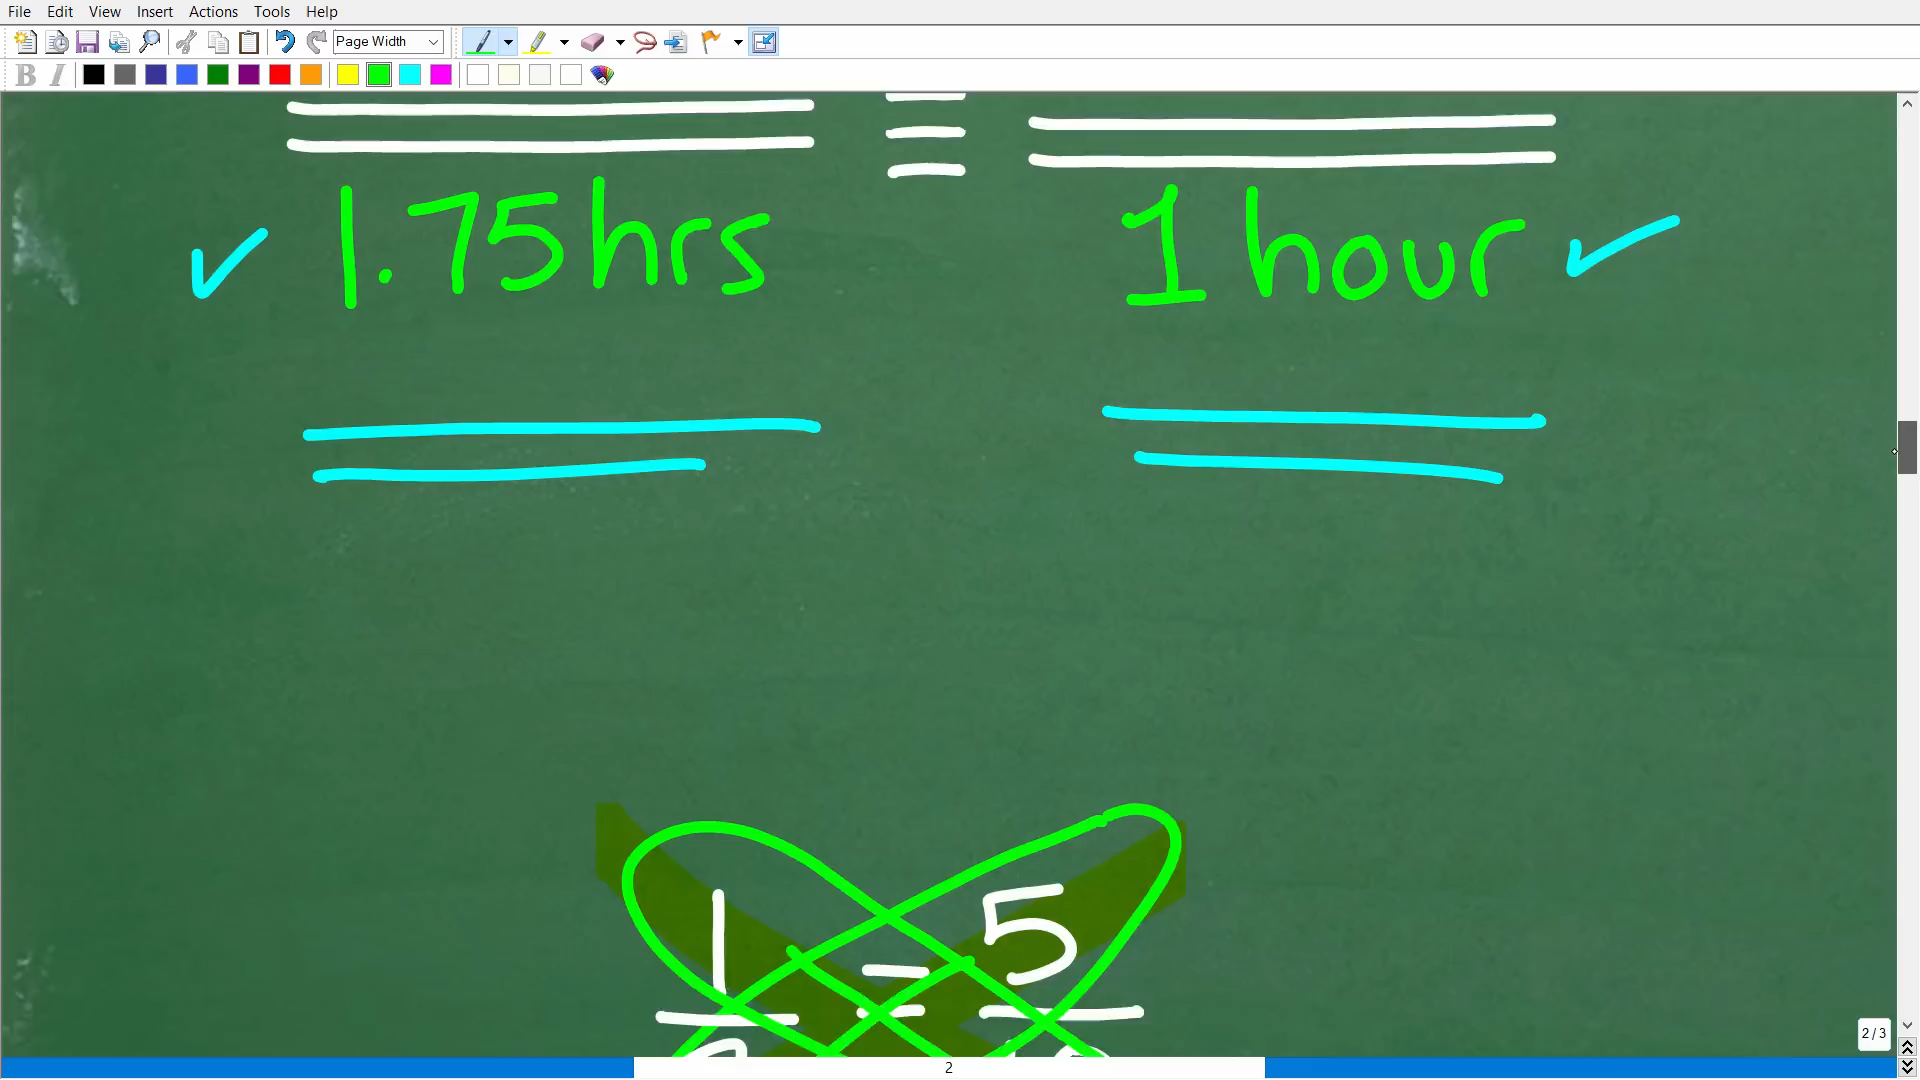 File Edit View Insert Actions Tools Help
Page Width
B I
1.75hrs 1 hour
1 = 5
2/3
2